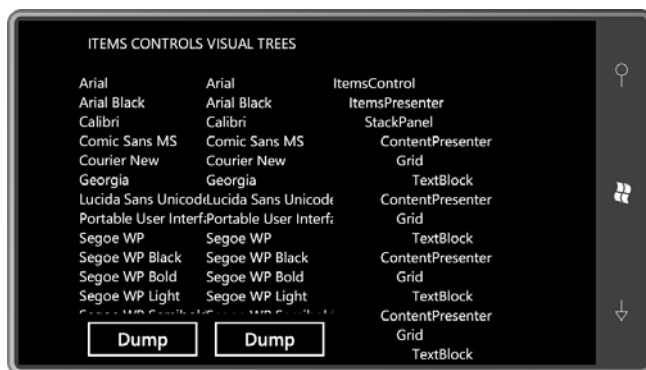 ITEMS CONTROLS VISUAL TREES
Arial
Arial Black
Calibri
Comic Sans MS
Courier New
Georgia
Lucida Sans Unicode
Portable User Interfa
Segoe WP
Segoe WP Black
Segoe WP Bold
Segoe WP Light
Dump
Arial
Arial Black
Calibri
Comic Sans MS
Courier New
Georgia
Lucida Sans Unicode
Portable User Interfa
Segoe WP
Segoe WP Black
Segoe WP Bold
Segoe WP Light
Dump
ItemsControl
ItemsPresenter
StackPanel
ContentPresenter
Grid
TextBlock
ContentPresenter
Grid
TextBlock
ContentPresenter
Grid
TextBlock
ContentPresenter
Grid
TextBlock